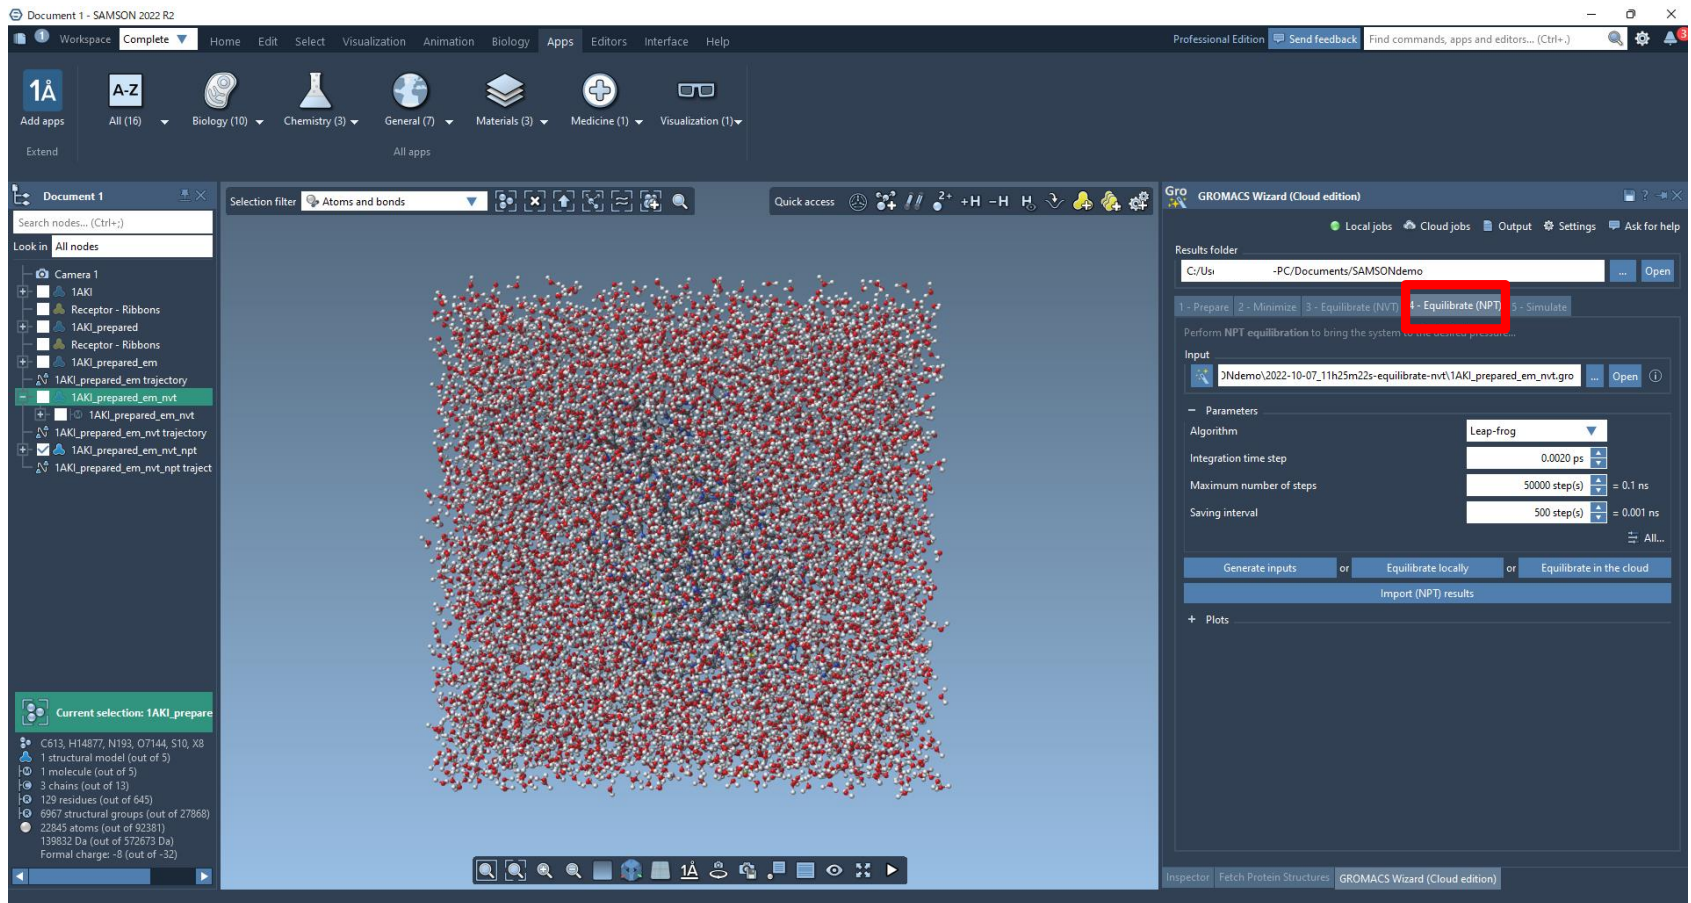 Document 1 - SAMSON 2022 R2
1 Workspace Complete Home Edit Select Visualization Animation Biology Apps Editors Interface Help Professional Edition Send feedback Find commands, apps and editors... (Ctrl+.) 3
1Å A-Z
Add apps All (16) Biology (10) Chemistry (3) General (7) Materials (3) Medicine (1) Visualization (1)
Extend All apps
Document 1
Search nodes... (Ctrl+;)
Look in All nodes
Camera 1
1AKI
Receptor - Ribbons
1AKI_prepared
Receptor - Ribbons
1AKI_prepared_em
1AKI_prepared_em trajectory
1AKI_prepared_em_nvt
1AKI_prepared_em_nvt
1AKI_prepared_em_nvt trajectory
1AKI_prepared_em_nvt_npt
1AKI_prepared_em_nvt_npt traject
Current selection: 1AKI_prepare
C613, H14877, N193, O7144, S10, X8
1 structural model (out of 5)
1 molecule (out of 5)
3 chains (out of 13)
129 residues (out of 645)
6967 structural groups (out of 27868)
22845 atoms (out of 92381)
139832 Da (out of 572673 Da)
Formal charge: -8 (out of -32)
Selection filter Atoms and bonds
Quick access 2+ +H -H H
1Å
Gro GROMACS Wizard (Cloud edition) ?
Local jobs Cloud jobs Output Settings Ask for help
Results folder
C:/Us -PC/Documents/SAMSONdemo ... Open
1 - Prepare 2 - Minimize 3 - Equilibrate (NVT) 4 - Equilibrate (NPT) 5 - Simulate
Perform NPT equilibration to bring the system to the desired pressure...
Input
Ndemo\2022-10-07_11h25m22s-equilibrate-nvt\1AKI_prepared_em_nvt.gro ... Open
- Parameters
Algorithm Leap-frog
Integration time step 0.0020 ps
Maximum number of steps 50000 step(s) = 0.1 ns
Saving interval 500 step(s) = 0.001 ns
All...
Generate inputs or Equilibrate locally or Equilibrate in the cloud
Import (NPT) results
+ Plots
Inspector Fetch Protein Structures GROMACS Wizard (Cloud edition)